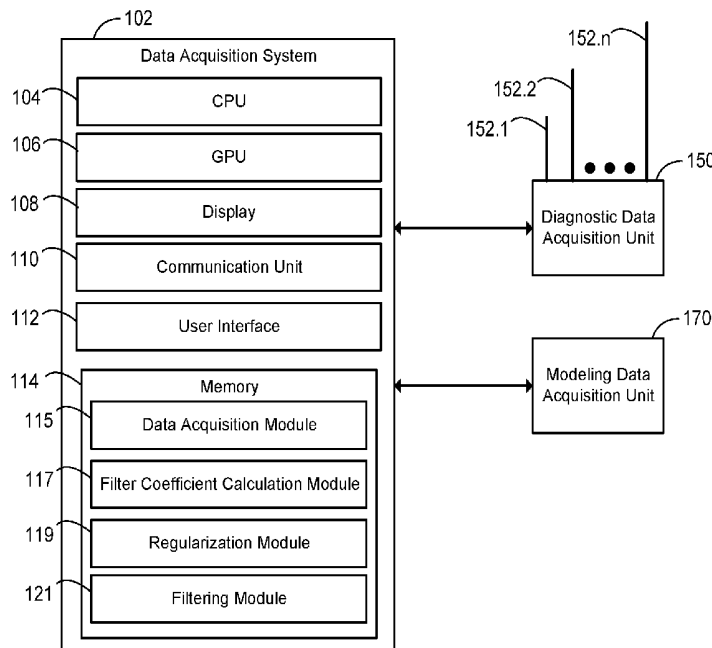 102
Data Acquisition System
104
CPU
106
GPU
108
Display
110
Communication Unit
112
User Interface
114
Memory
115
Data Acquisition Module
117
Filter Coefficient Calculation Module
119
Regularization Module
121
Filtering Module
152.n
152.2
152.1
150
Diagnostic Data
Acquisition Unit
170
Modeling Data
Acquisition Unit